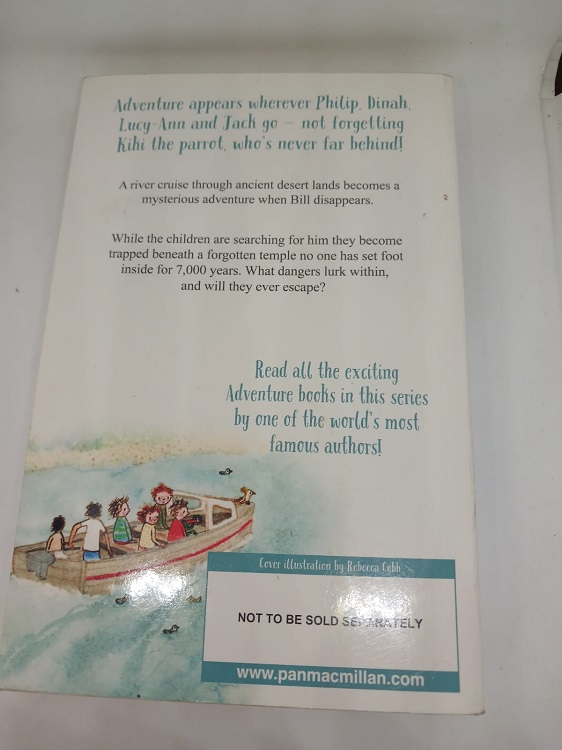 Adventure appears wherever Philip, Dinah,
Lucy-Ann and Jack go – not forgetting
Kiki the parrot, who's never far behind!
A river cruise through ancient desert lands becomes a
mysterious adventure when Bill disappears.
While the children are searching for him they become
trapped beneath a forgotten temple no one has set foot
inside for 7,000 years. What dangers lurk within,
and will they ever escape?
Read all the exciting
Adventure books in this series
by one of the world's most
famous authors!
Cover illustration by Rebecca Cobb
NOT TO BE SOLD SEPARATELY
www.panmacmillan.com